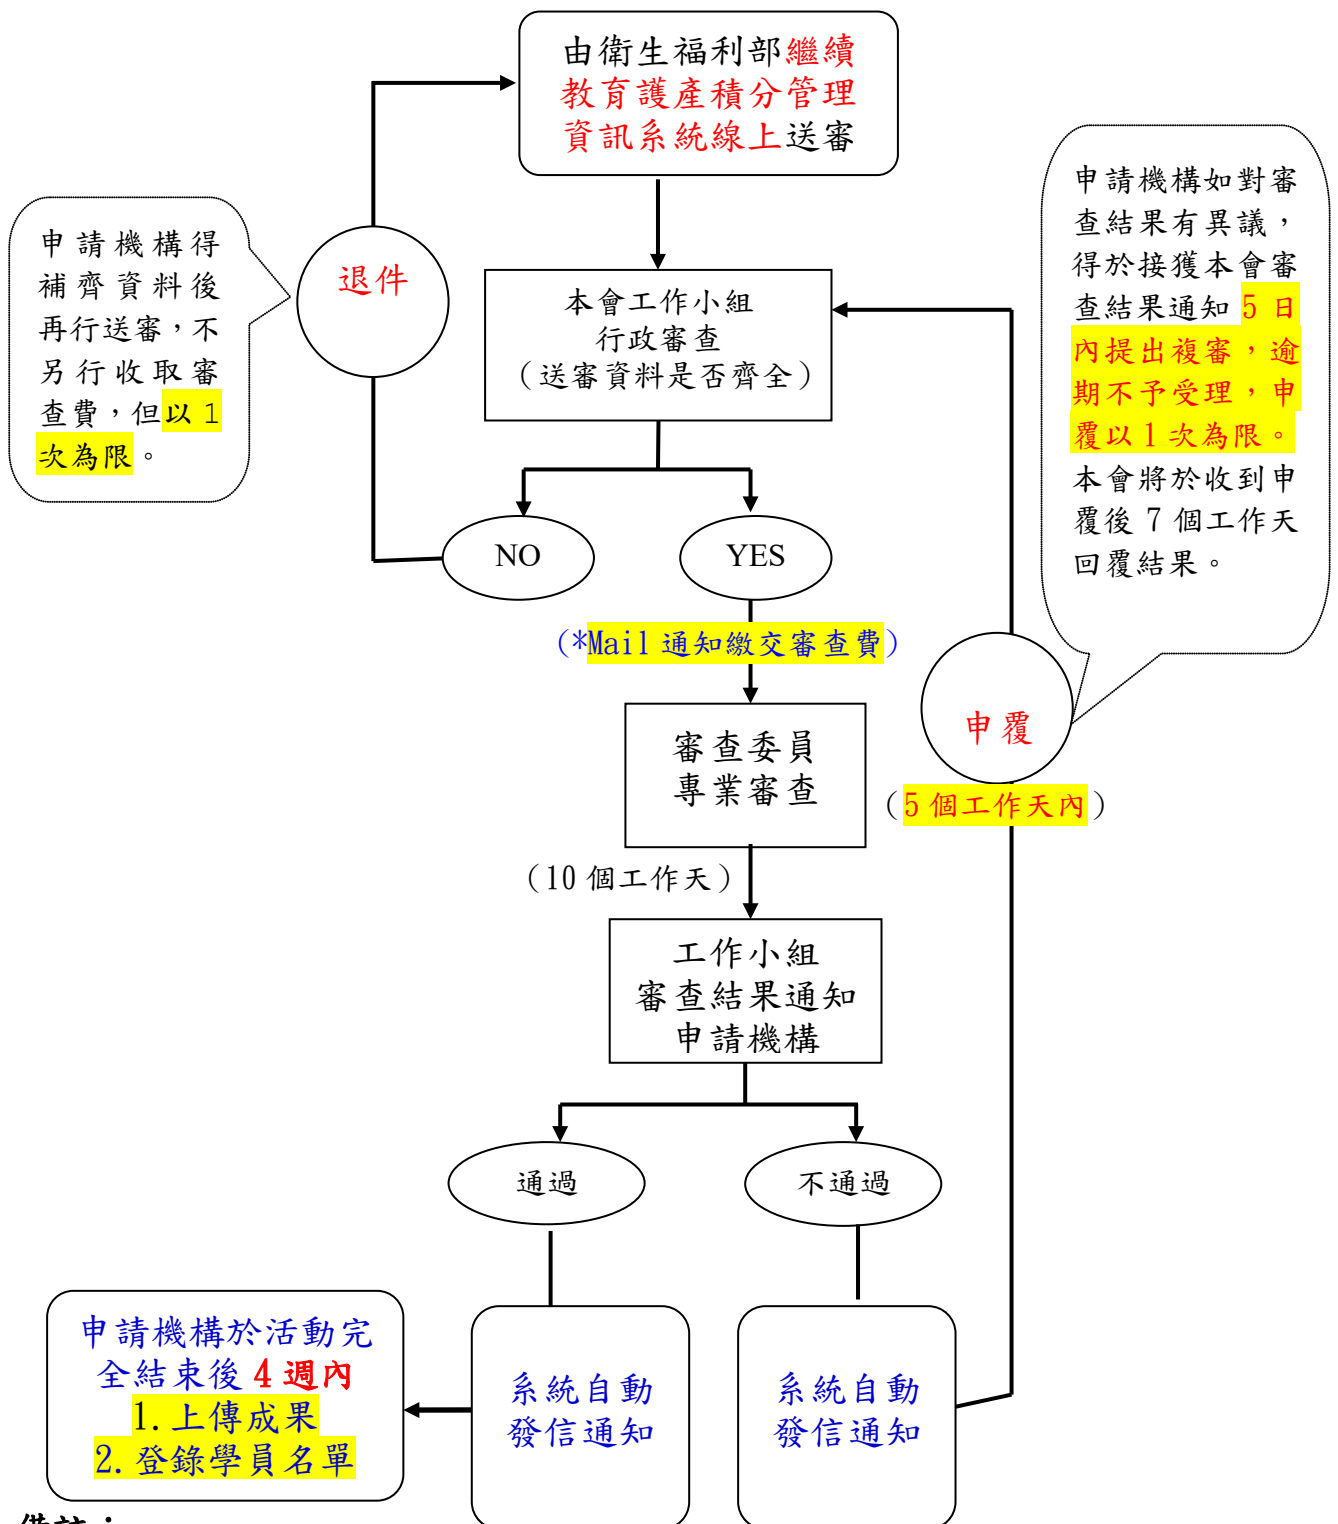 由衛生福利部繼續
教育護產積分管理
資訊系統線上送審
申請機構得
補齊資料後
再行送審，不
另行收取審
查費，但以 1
次為限。
退件
本會工作小組
行政審查
（送審資料是否齊全）
申請機構如對審
查結果有異議，
得於接獲本會審
查結果通知 5 日
內提出複審，逾
期不予受理，申
覆以 1 次為限。
本會將於收到申
覆後 7 個工作天
回覆結果。
NO
YES
(*Mail 通知繳交審查費)
審查委員
專業審查
申覆
（5 個工作天內）
（10 個工作天）
工作小組
審查結果通知
申請機構
通過
不通過
申請機構於活動完
全結束後 4 週內
1. 上傳成果
2. 登錄學員名單
系統自動
發信通知
系統自動
發信通知
備註：